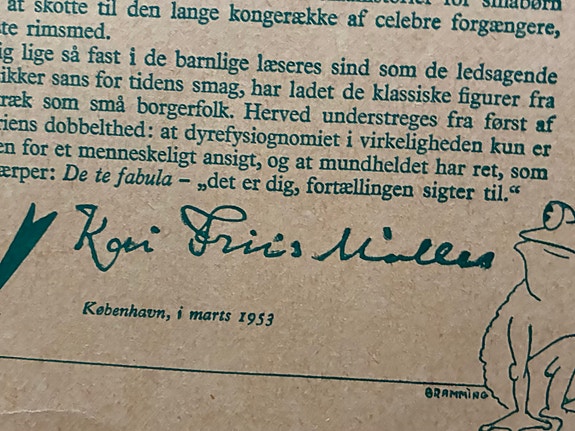 at skotte til den lange kongerække af celebre forgængere,
ste rimsmed.
ig lige så fast i de barnlige læseres sind som de ledsagende
ikker sans for tidens smag, har ladet de klassiske figurer fra
ræk som små borgerfolk. Herved understreges fra først af
riens dobbelthed: at dyrefysiognomiet i virkeligheden kun er
en for et menneskeligt ansigt, og at mundheldet har ret, som
ærper: De te fabula – „det er dig, fortællingen sigter til.“
Kai Friis Møller
København, i marts 1953
BRAMMING